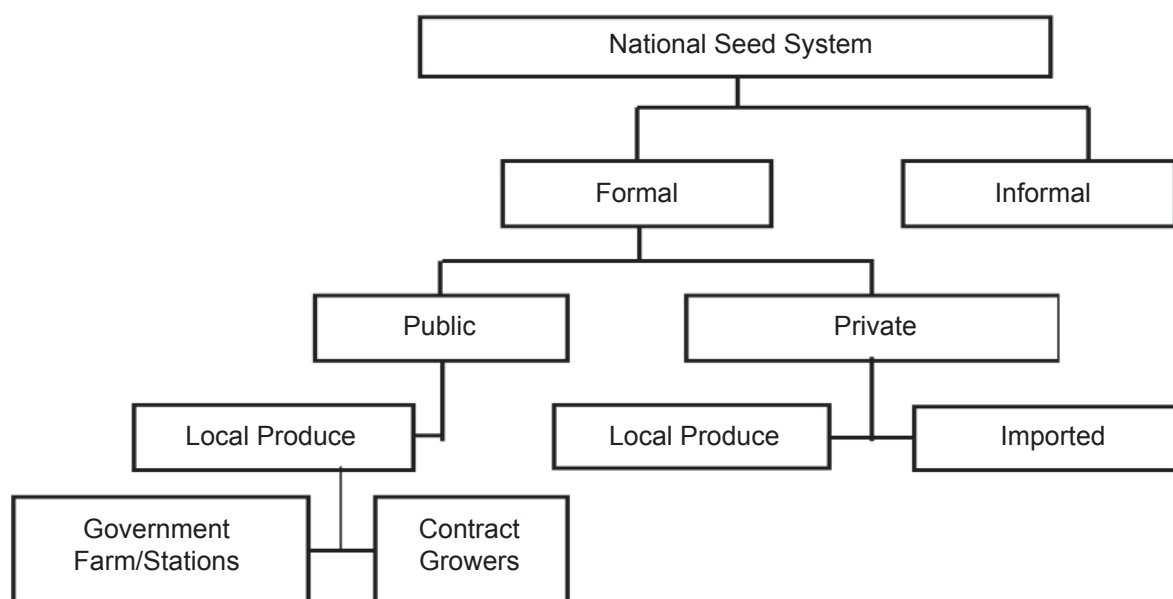 National Seed System
Formal
Informal
Public
Private
Local Produce
Local Produce
Imported
Government
Farm/Stations
Contract
Growers